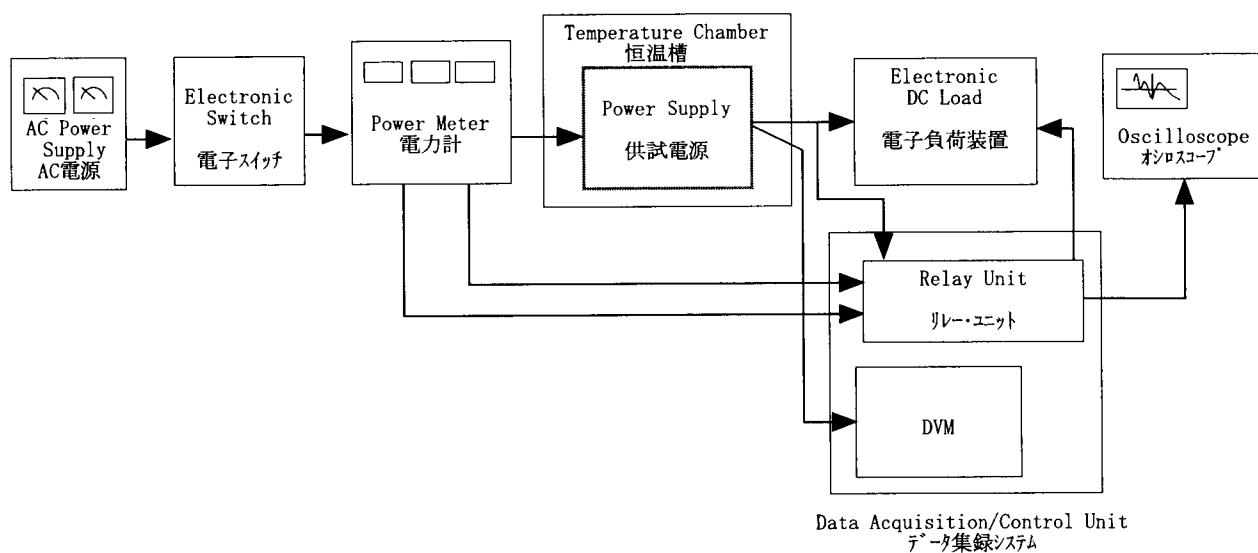 AC Power
Supply
AC電源
Electronic
Switch
電子スイッチ
Power Meter
電力計
Temperature Chamber
恒温槽
Power Supply
供試電源
Electronic
DC Load
電子負荷装置
Oscilloscope
オシロスコープ
Relay Unit
リレー・ユニット
DVM
Data Acquisition/Control Unit
データ集録システム